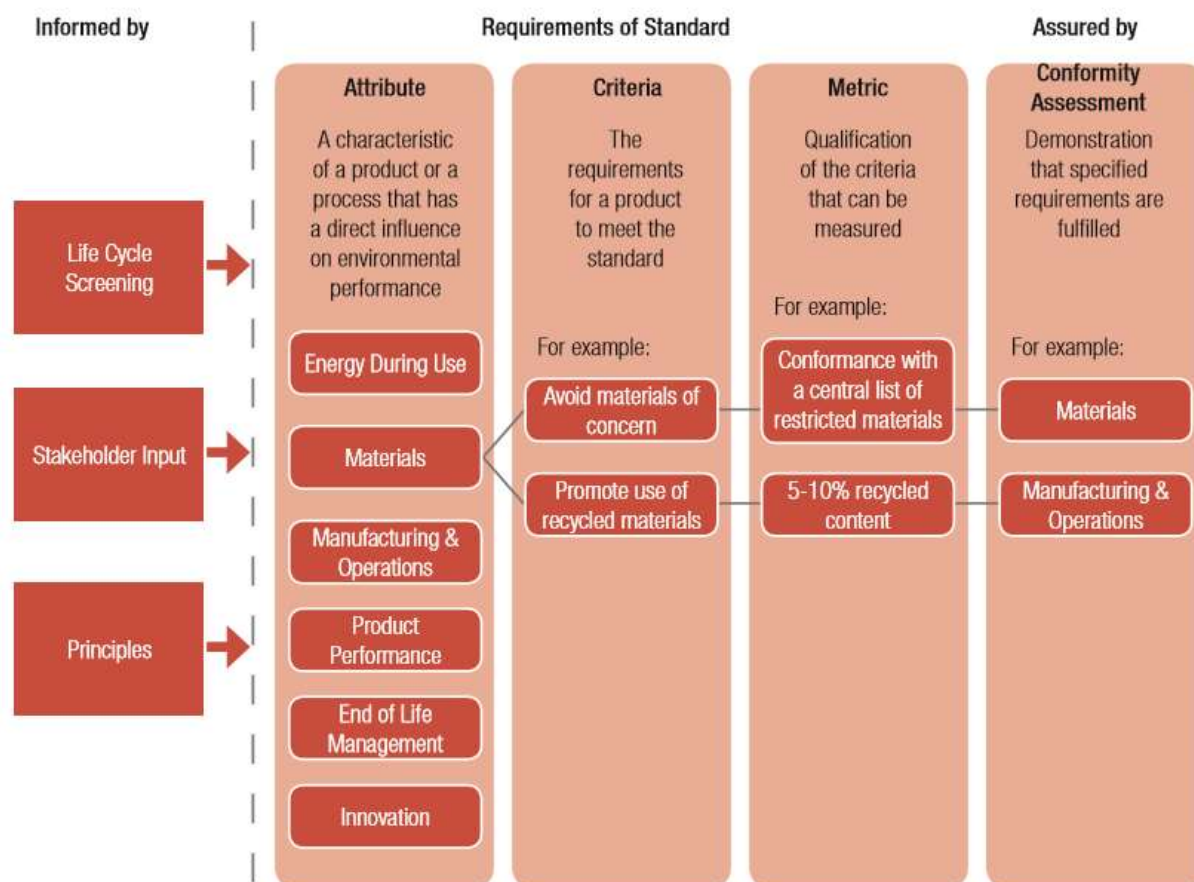 Informed by
Requirements of Standard
Assured by
Life Cycle
Screening
Stakeholder Input
Principles
Attribute
A characteristic
of a product or a
process that has
a direct influence
on environmental
performance
Energy During Use
Materials
Manufacturing &
Operations
Product
Performance
End of Life
Management
Innovation
Criteria
The
requirements
for a product
to meet the
standard
For example:
Avoid materials of
concern
Promote use of
recycled materials
Metric
Qualification
of the criteria
that can be
measured
For example:
Conformance with
a central list of
restricted materials
5-10% recycled
content
Conformity
Assessment
Demonstration
that specified
requirements are
fulfilled
For example:
Materials
Manufacturing &
Operations